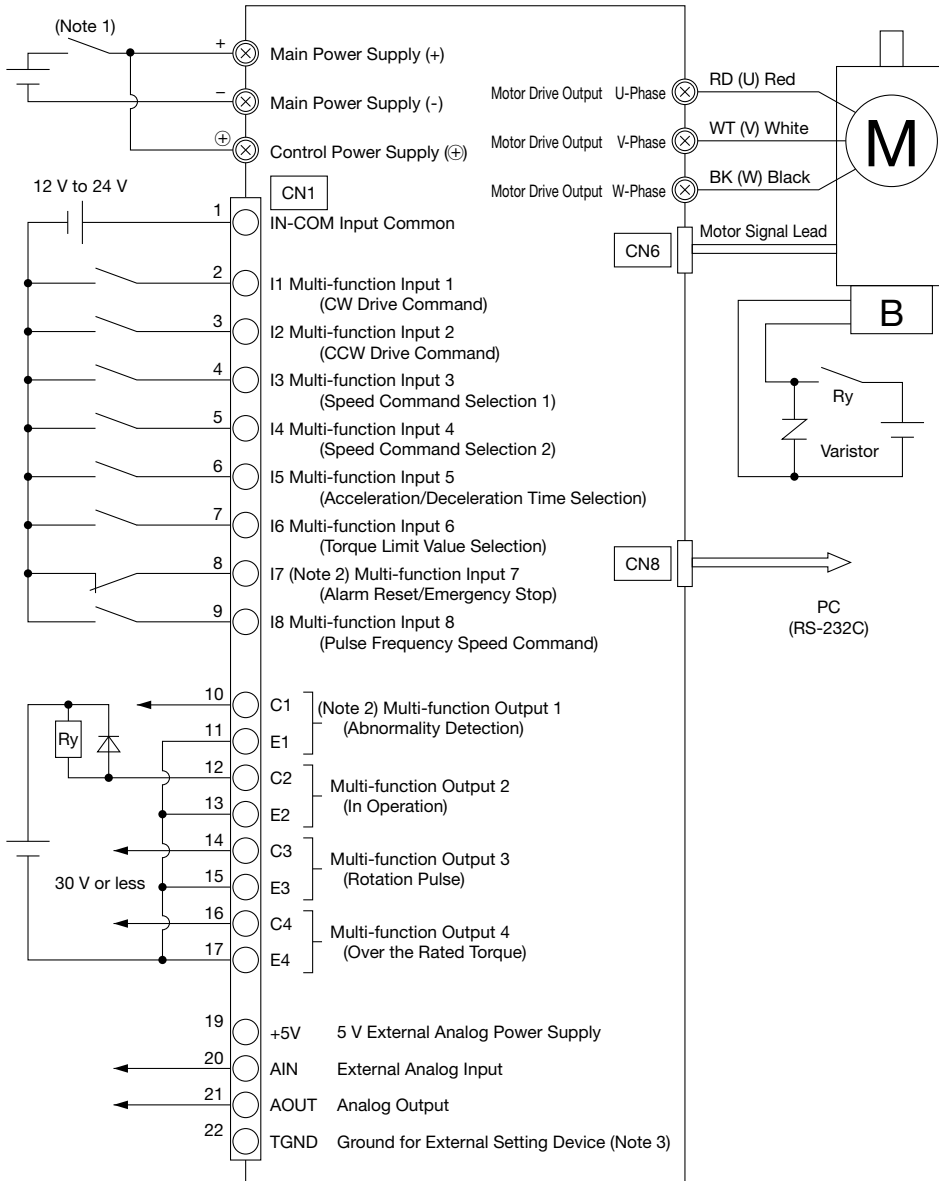 (Note 1)
+
Main Power Supply (+)
−
Main Power Supply (-)
⊕
Control Power Supply (⊕)
Motor Drive Output U-Phase
RD (U) Red
Motor Drive Output V-Phase
WT (V) White
Motor Drive Output W-Phase
BK (W) Black
M
12 V to 24 V
CN1
1
IN-COM Input Common
CN6
Motor Signal Lead
B
Ry
Varistor
2
I1 Multi-function Input 1
(CW Drive Command)
3
I2 Multi-function Input 2
(CCW Drive Command)
4
I3 Multi-function Input 3
(Speed Command Selection 1)
5
I4 Multi-function Input 4
(Speed Command Selection 2)
6
I5 Multi-function Input 5
(Acceleration/Deceleration Time Selection)
7
I6 Multi-function Input 6
(Torque Limit Value Selection)
8
I7 (Note 2) Multi-function Input 7
(Alarm Reset/Emergency Stop)
9
I8 Multi-function Input 8
(Pulse Frequency Speed Command)
CN8
PC
(RS-232C)
10
C1
(Note 2) Multi-function Output 1
(Abnormality Detection)
11
E1
Ry
12
C2
Multi-function Output 2
(In Operation)
13
E2
14
C3
Multi-function Output 3
(Rotation Pulse)
30 V or less
15
E3
16
C4
Multi-function Output 4
(Over the Rated Torque)
17
E4
19
+5V 5 V External Analog Power Supply
20
AIN External Analog Input
21
AOUT Analog Output
22
TGND Ground for External Setting Device (Note 3)